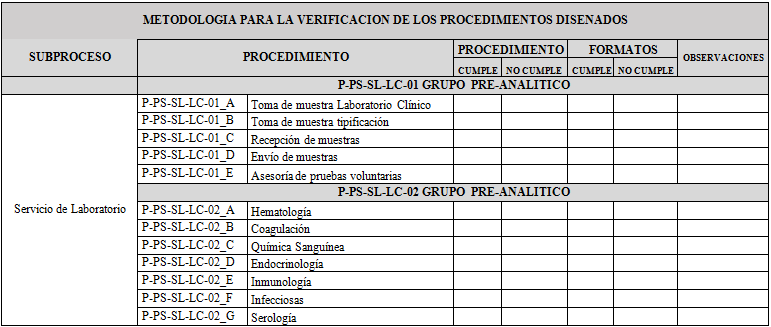 METODOLOGIA PARA LA VERIFICACION DE LOS PROCEDIMIENTOS DISENADOS
SUBPROCESO PROCEDIMIENTO PROCEDIMIENTO FORMATOS OBSERVACIONES
CUMPLE NO CUMPLE CUMPLE NO CUMPLE
P-PS-SL-LC-01 GRUPO PRE-ANALITICO
P-PS-SL-LC-01_A Toma de muestra Laboratorio Clínico
P-PS-SL-LC-01_B Toma de muestra tipificación
P-PS-SL-LC-01_C Recepción de muestras
P-PS-SL-LC-01_D Envío de muestras
P-PS-SL-LC-01_E Asesoría de pruebas voluntarias
P-PS-SL-LC-02 GRUPO PRE-ANALITICO
Servicio de Laboratorio P-PS-SL-LC-02_A Hematología
P-PS-SL-LC-02_B Coagulación
P-PS-SL-LC-02_C Química Sanguínea
P-PS-SL-LC-02_D Endocrinología
P-PS-SL-LC-02_E Inmunología
P-PS-SL-LC-02_F Infecciosas
P-PS-SL-LC-02_G Serología